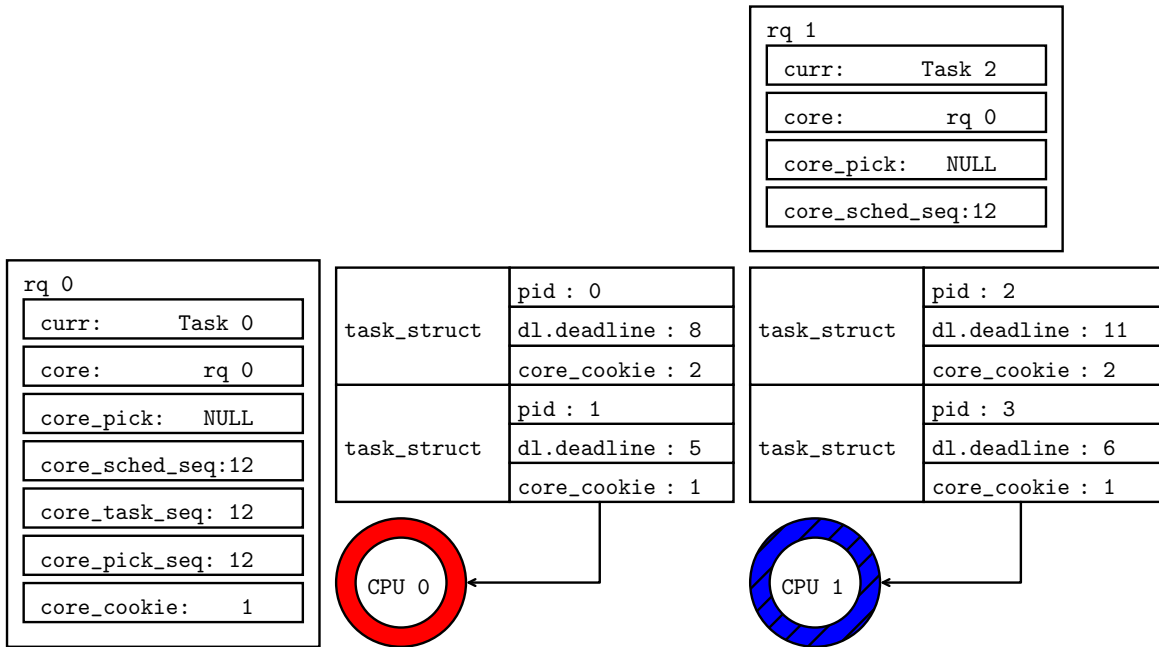 rq 1
curr: Task 2
core: rq 0
core_pick: NULL
core_sched_seq:12
rq 0
curr: Task 0
core: rq 0
core_pick: NULL
core_sched_seq:12
core_task_seq: 12
core_pick_seq: 12
core_cookie: 1
task_struct
pid : 0
dl.deadline : 8
core_cookie : 2
task_struct
pid : 1
dl.deadline : 5
core_cookie : 1
CPU 0
task_struct
pid : 2
dl.deadline : 11
core_cookie : 2
task_struct
pid : 3
dl.deadline : 6
core_cookie : 1
CPU 1